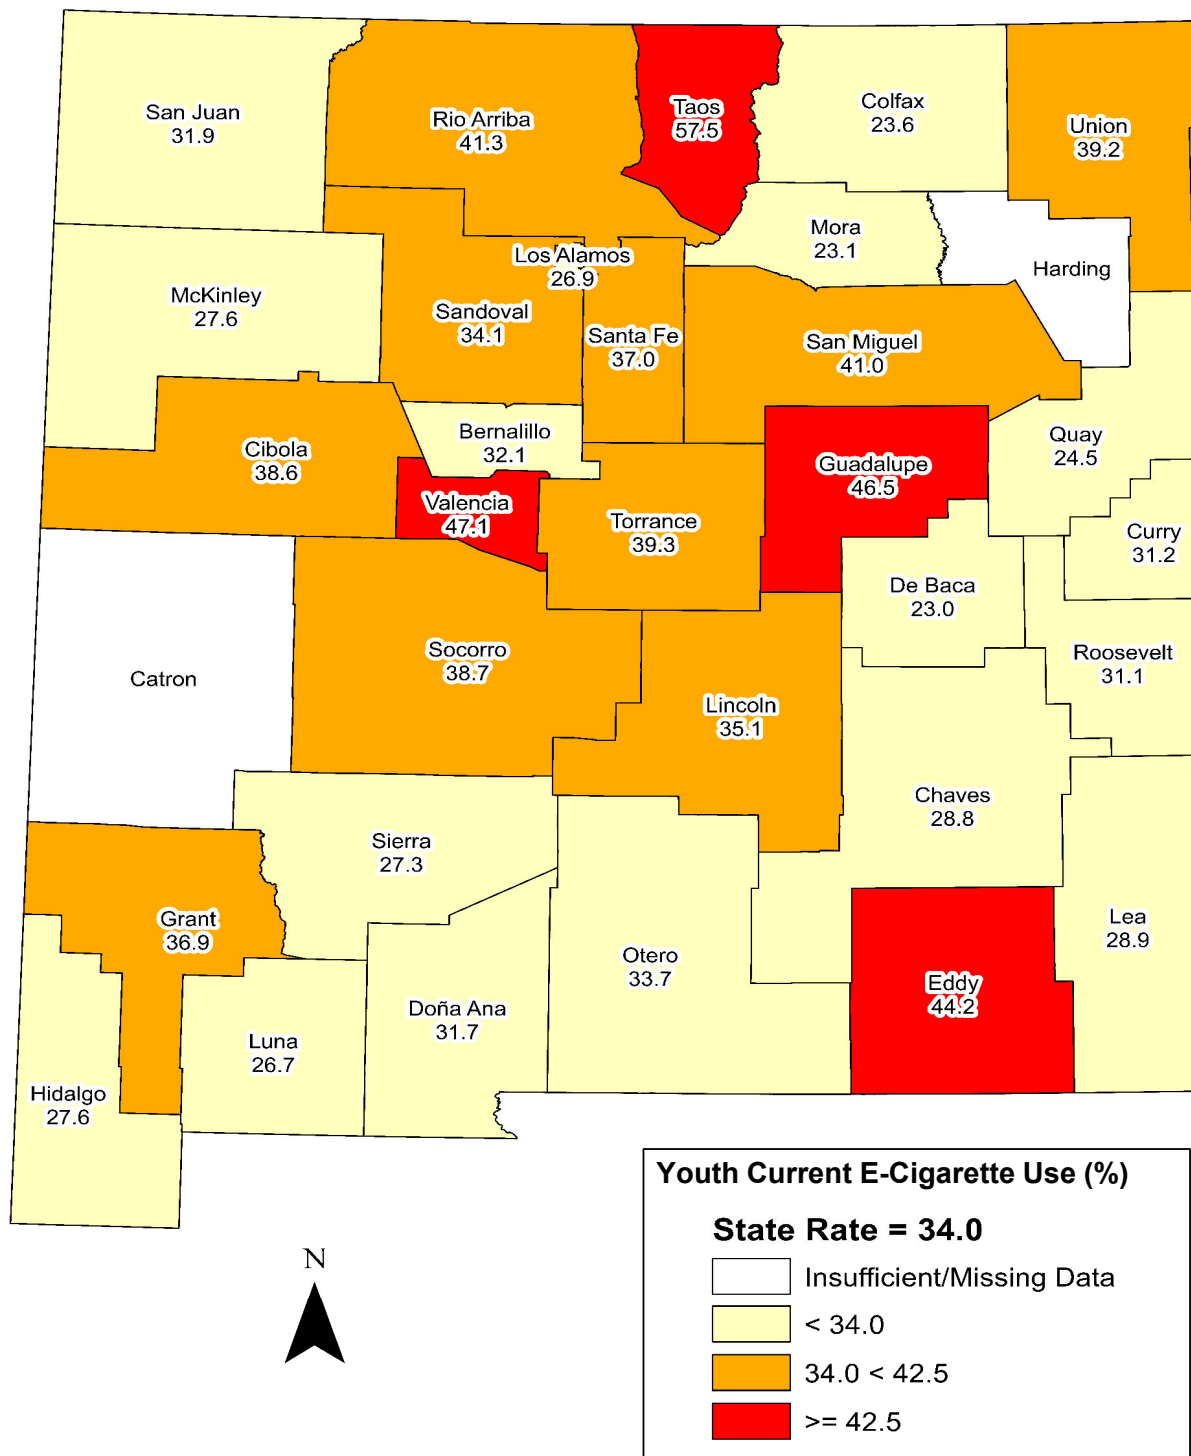 San Juan
31.9
Rio Arriba
41.3
Taos
57.5
Colfax
23.6
Union
39.2
Mora
23.1
Los Alamos
26.9
Harding
McKinley
27.6
Sandoval
34.1
Santa Fe
37.0
San Miguel
41.0
Cibola
38.6
Bernalillo
32.1
Quay
24.5
Guadalupe
46.5
Valencia
47.1
Torrance
39.3
Curry
31.2
De Baca
23.0
Socorro
38.7
Roosevelt
31.1
Catron
Lincoln
35.1
Chaves
28.8
Sierra
27.3
Grant
36.9
Lea
28.9
Otero
33.7
Eddy
44.2
Doña Ana
31.7
Luna
26.7
Hidalgo
27.6
Youth Current E-Cigarette Use (%)
State Rate = 34.0
Insufficient/Missing Data
< 34.0
34.0 < 42.5
>= 42.5
N